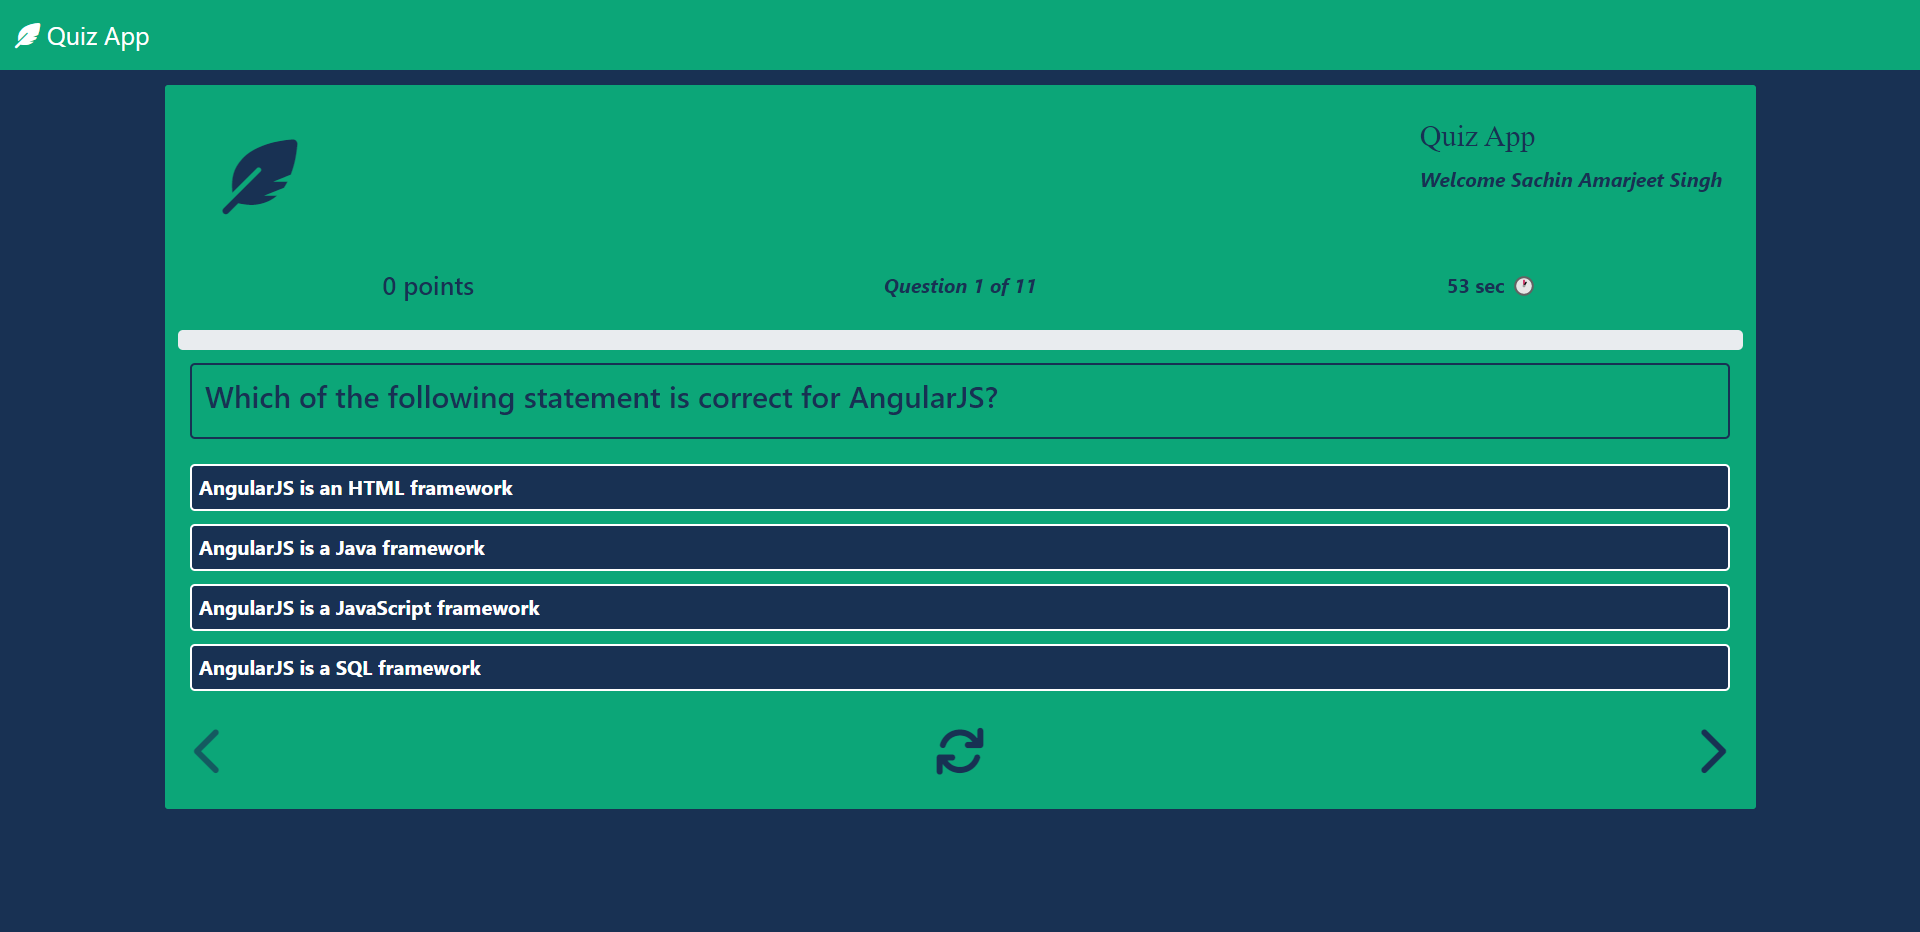 Quiz App
Quiz App
Welcome Sachin Amarjeet Singh
0 points
Question 1 of 11
53 sec
Which of the following statement is correct for AngularJS?
AngularJS is an HTML framework
AngularJS is a Java framework
AngularJS is a JavaScript framework
AngularJS is a SQL framework